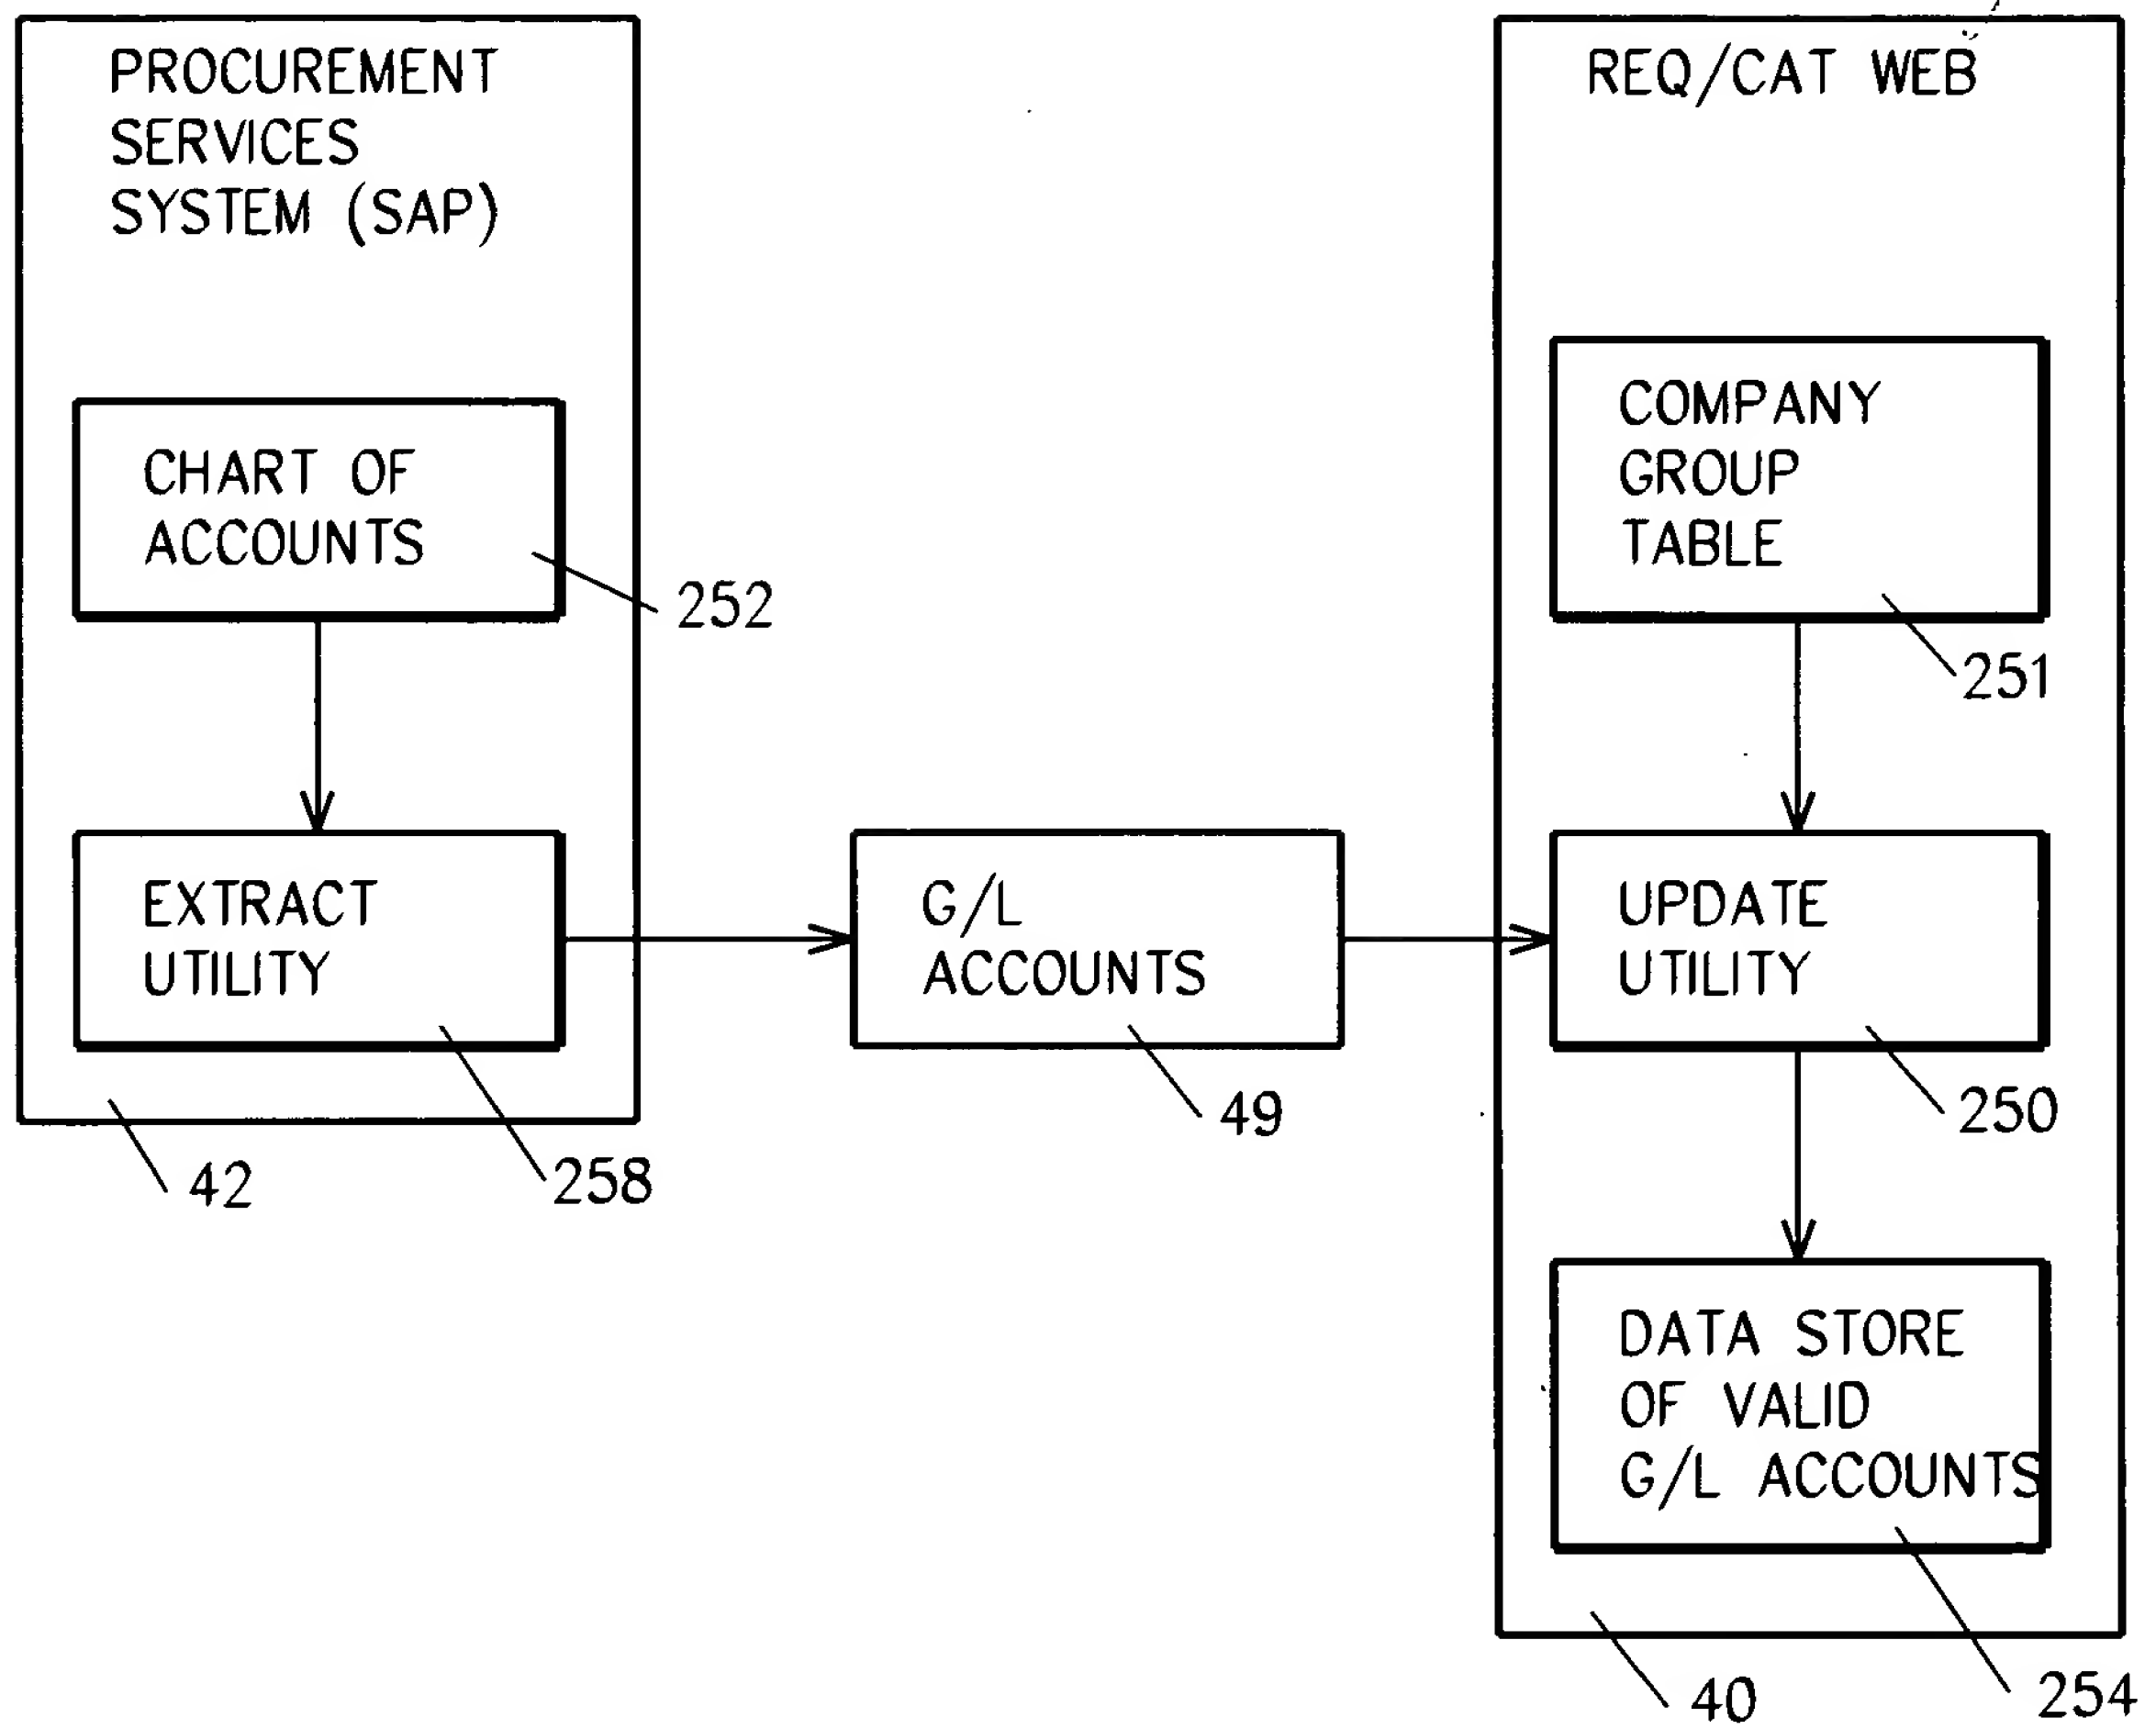 PROCUREMENT
SERVICES
SYSTEM (SAP)
CHART OF
ACCOUNTS
252
EXTRACT
UTILITY
258
42
G/L
ACCOUNTS
49
REQ/CAT WEB
COMPANY
GROUP
TABLE
251
UPDATE
UTILITY
250
DATA STORE
OF VALID
G/L ACCOUNTS
254
40